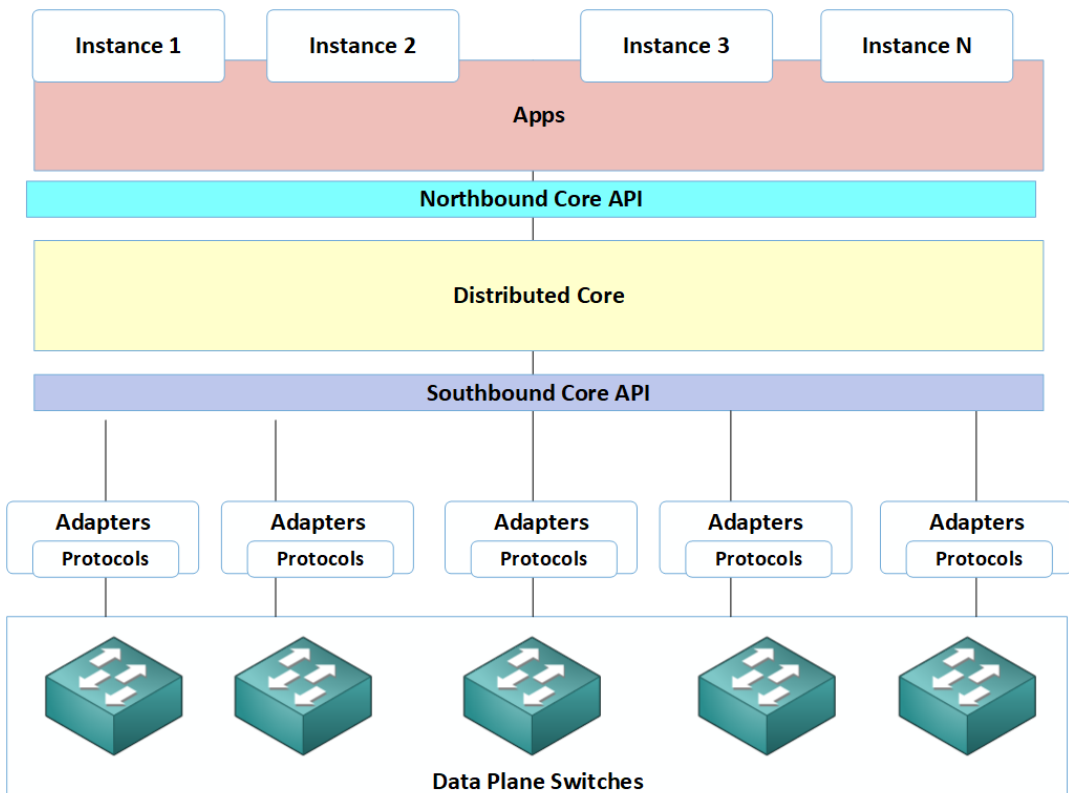 Instance 1
Instance 2
Instance 3
Instance N
Apps
Northbound Core API
Distributed Core
Southbound Core API
Adapters
Adapters
Adapters
Adapters
Adapters
Protocols
Protocols
Protocols
Protocols
Protocols
Data Plane Switches